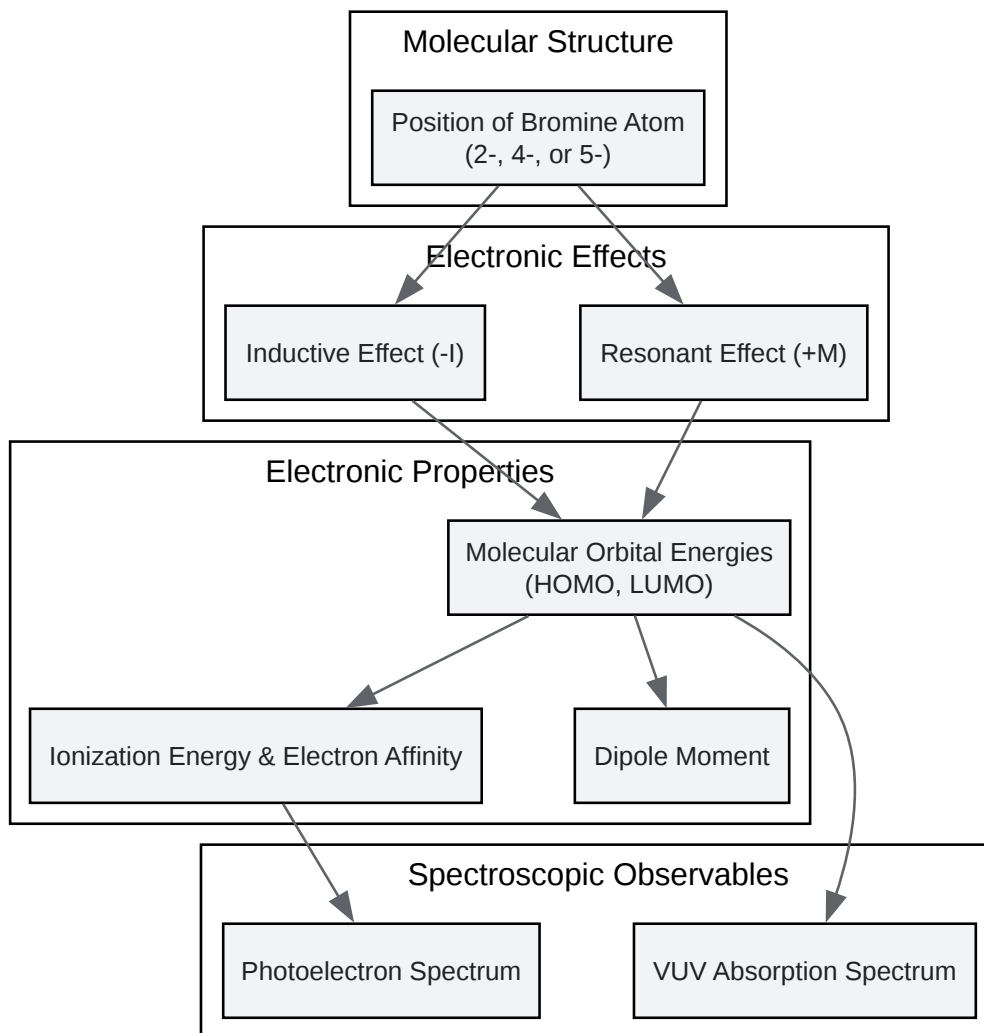 Molecular Structure
Position of Bromine Atom
(2-, 4-, or 5-)
Electronic Effects
Inductive Effect (-I)
Resonant Effect (+M)
Electronic Properties
Molecular Orbital Energies
(HOMO, LUMO)
Ionization Energy & Electron Affinity
Dipole Moment
Spectroscopic Observables
Photoelectron Spectrum
VUV Absorption Spectrum